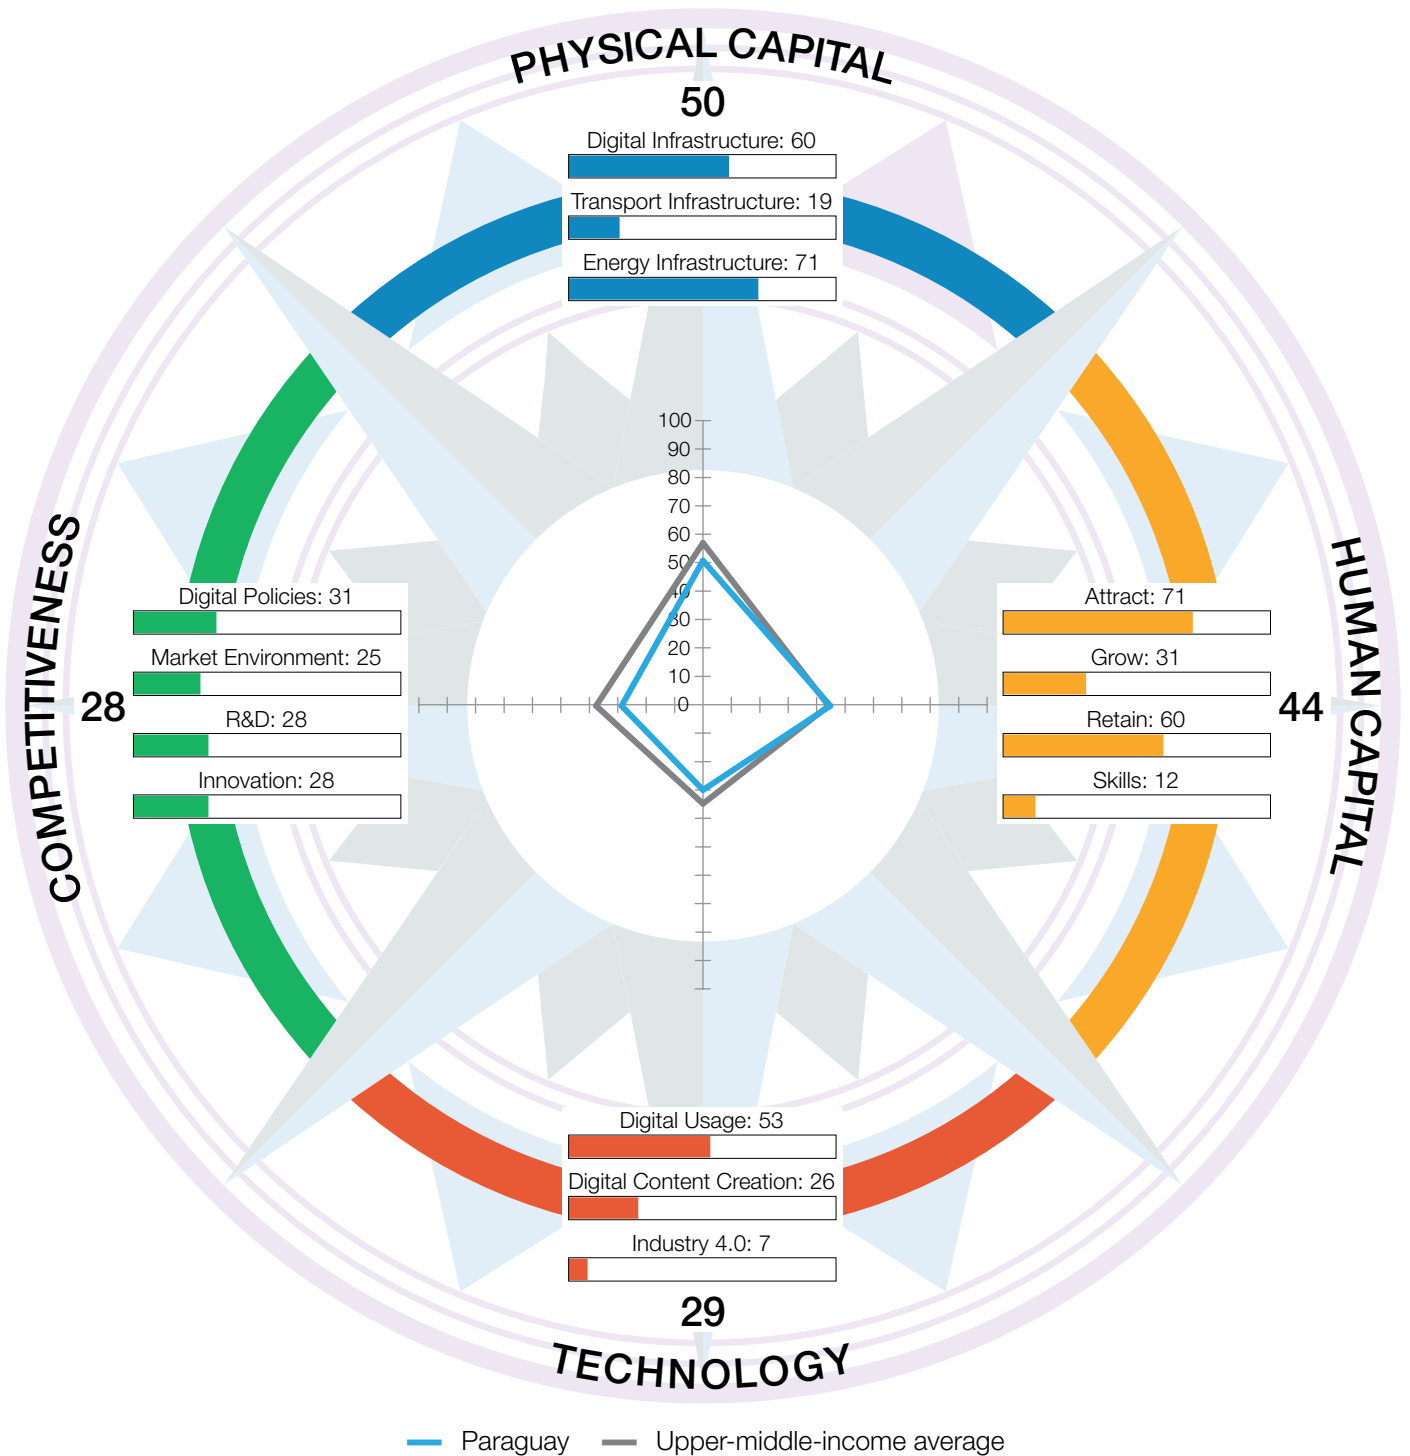 PHYSICAL CAPITAL
50
Digital Infrastructure: 60
Transport Infrastructure: 19
Energy Infrastructure: 71
100
90
80
70
60
50
40
30
20
10
0
COMPETITIVENESS
28
Digital Policies: 31
Market Environment: 25
R&D: 28
Innovation: 28
HUMAN CAPITAL
44
Attract: 71
Grow: 31
Retain: 60
Skills: 12
Digital Usage: 53
Digital Content Creation: 26
Industry 4.0: 7
29
TECHNOLOGY
Paraguay
Upper-middle-income average